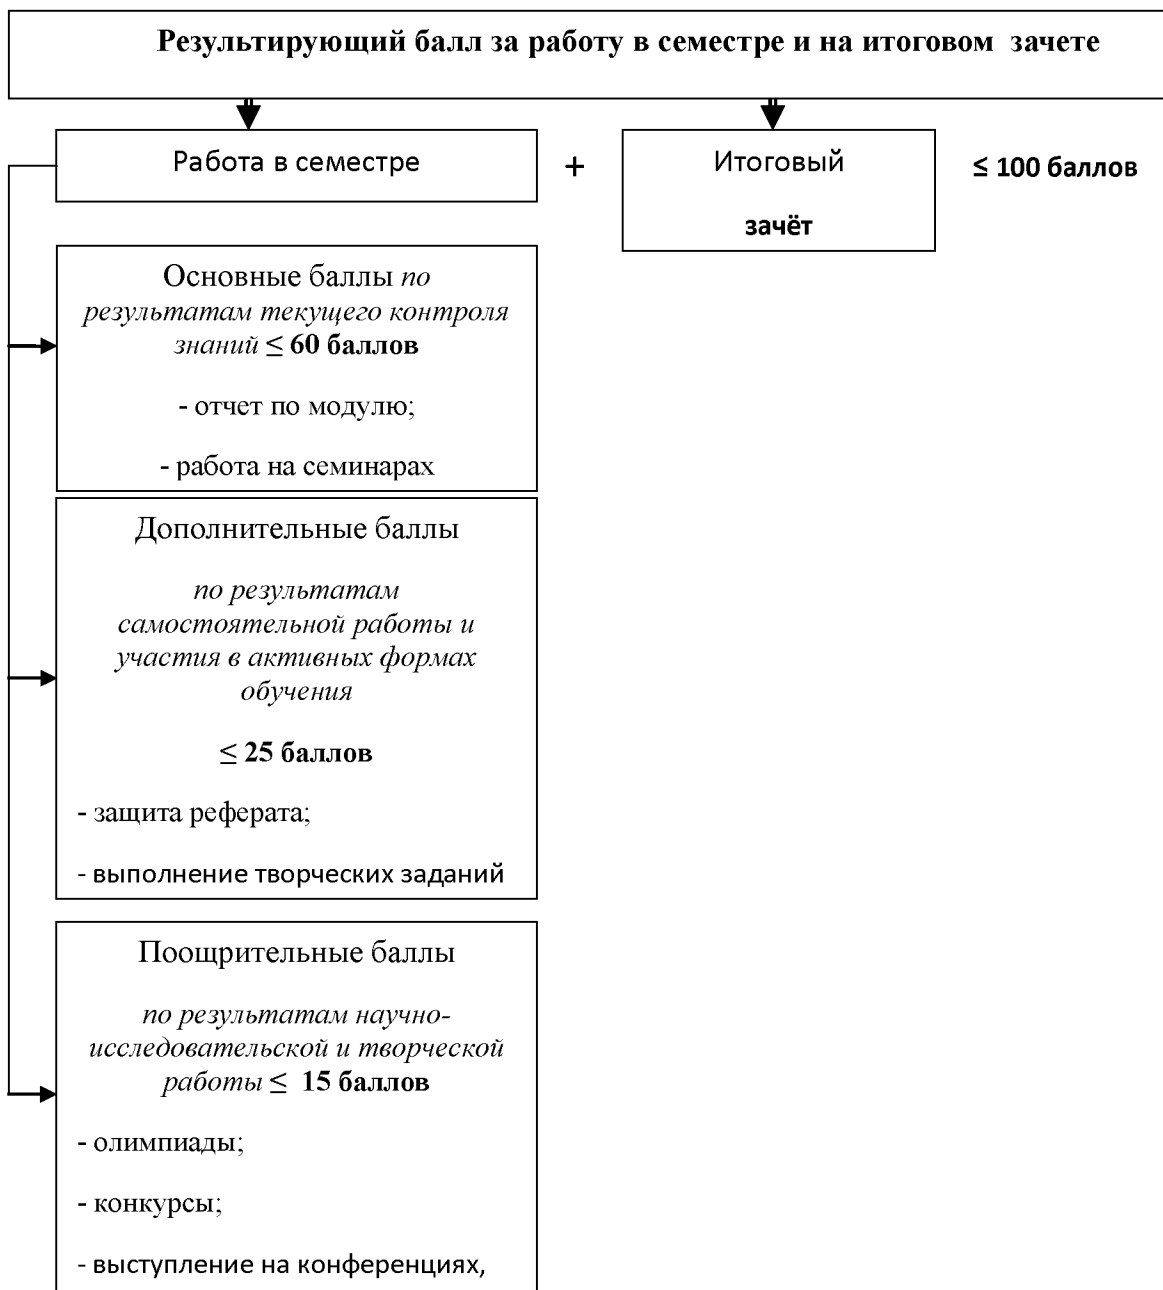 Результирующий балл за работу в семестре и на итоговом зачете
Работа в семестре
+
Итоговый
зачёт
≤ 100 баллов
Основные баллы по
результатам текущего контроля
знаний ≤ 60 баллов
- отчет по модулю;
- работа на семинарах
Дополнительные баллы
по результатам
самостоятельной работы и
участия в активных формах
обучения
≤ 25 баллов
- защита реферата;
- выполнение творческих заданий
Поощрительные баллы
по результатам научно-
исследовательской и творческой
работы ≤ 15 баллов
- олимпиады;
- конкурсы;
- выступление на конференциях,